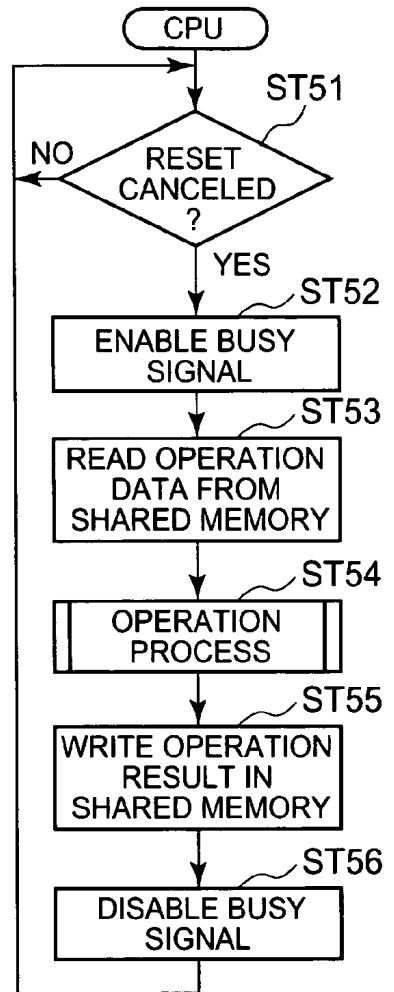 CPU
ST51
NO
RESET
CANCELED
?
YES
ST52
ENABLE BUSY
SIGNAL
ST53
READ OPERATION
DATA FROM
SHARED MEMORY
ST54
OPERATION
PROCESS
ST55
WRITE OPERATION
RESULT IN
SHARED MEMORY
ST56
DISABLE BUSY
SIGNAL